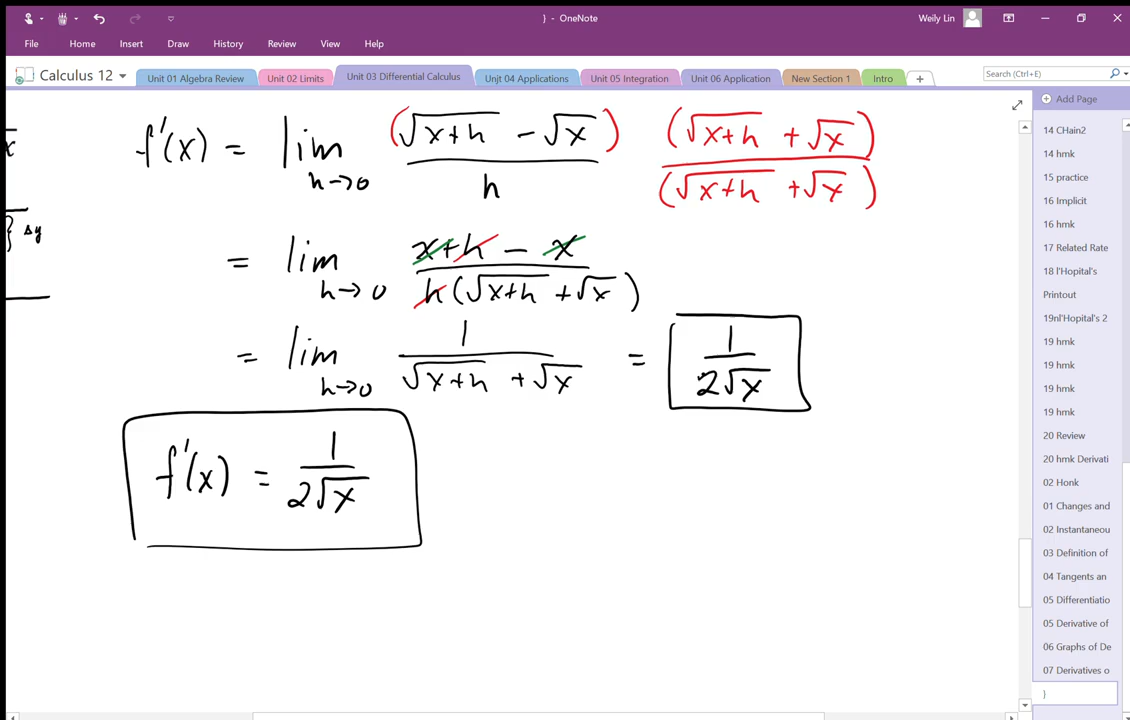 } - OneNote
Weily Lin
File Home Insert Draw History Review View Help
Calculus 12
Unit 01 Algebra Review
Unit 02 Limits
Unit 03 Differential Calculus
Unit 04 Applications
Unit 05 Integration
Unit 06 Application
New Section 1
Intro
+
Search (Ctrl+E)
Add Page
14 CHain2
14 hmk
15 practice
16 Implicit
16 hmk
17 Related Rate
18 l'Hopital's
Printout
19nl'Hopital's 2
19 hmk
19 hmk
19 hmk
19 hmk
20 Review
20 hmk Derivati
02 Honk
01 Changes and
02 Instantaneou
03 Definition of
04 Tangents an
05 Differentiatio
05 Derivative of
06 Graphs of De
07 Derivatives o
}
x
} Δy
f'(x) = lim h→0 (√(x+h) - √x) / h (√(x+h) + √x) / (√(x+h) + √x)
= lim h→0 (x+h - x) / h(√(x+h) + √x)
= lim h→0 1 / (√(x+h) + √x) = 1 / 2√x
f'(x) = 1 / 2√x